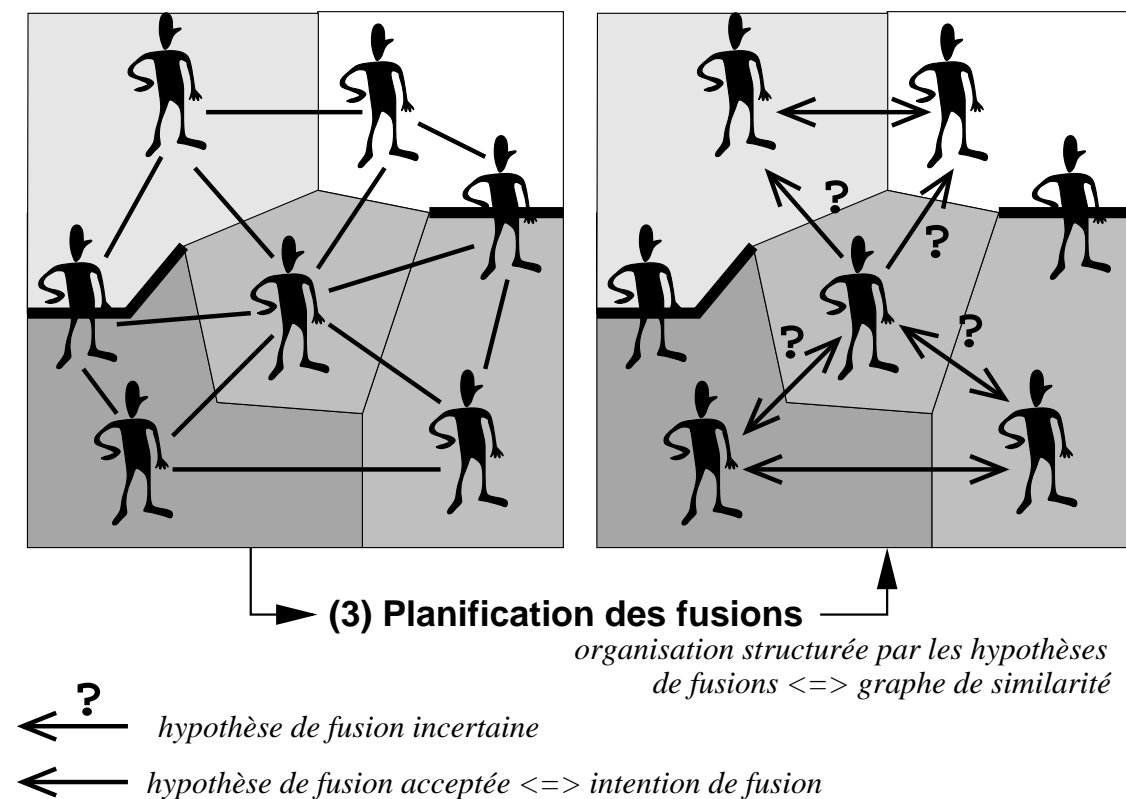 ?
?
?
?
(3) Planification des fusions
organisation structurée par les hypothèses
de fusions <=> graphe de similarité
?
hypothèse de fusion incertaine
hypothèse de fusion acceptée <=> intention de fusion